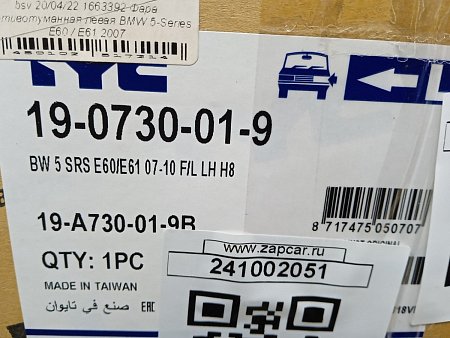 bsv 20/04/22 1663392 Фара
тивотуманная левая BMW 5-Series
E60 / E61 2007
TYC
19-0730-01-9
BW 5 SRS E60/E61 07-10 F/L LH H8
19-A730-01-9B
8 717475 050707
QTY: 1PC
www.zapcar.ru
241002051
MADE IN TAIWAN
صنع في تايوان
EAC